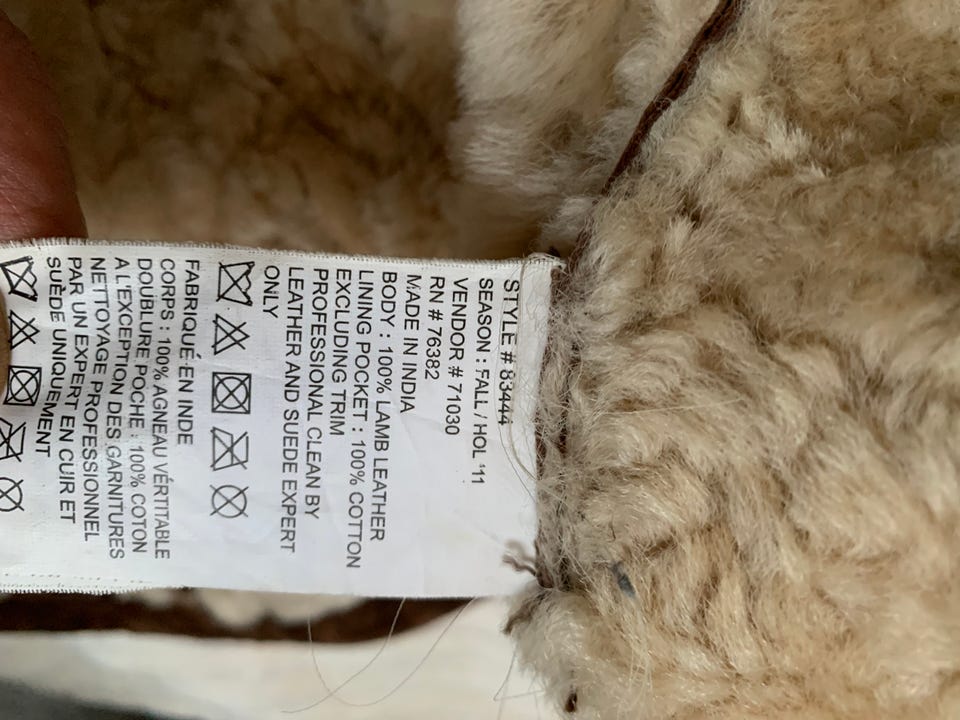 STYLE # 83444
SEASON : FALL / HOL '11
VENDOR # 71030
RN # 76382
MADE IN INDIA
BODY : 100% LAMB LEATHER
LINING POCKET : 100% COTTON
EXCLUDING TRIM
PROFESSIONAL CLEAN BY
LEATHER AND SUEDE EXPERT
ONLY
FABRIQUÉ EN INDE
CORPS : 100% AGNEAU VÉRTITABLE
DOUBLURE POCHE : 100% COTON
A L'EXCEPTION DES GARNITURES
NETTOYAGE PROFESSIONNEL
PAR UN EXPERT EN CUIR ET
SUÈDE UNIQUEMENT